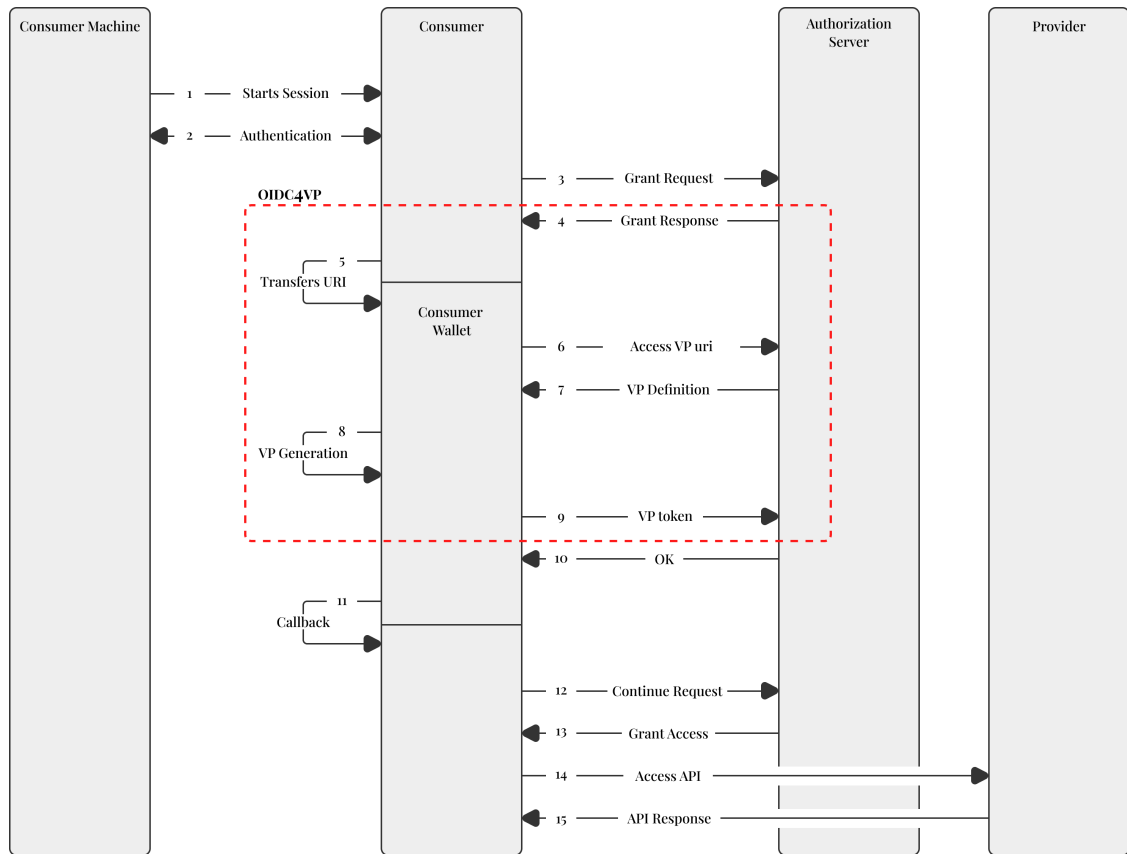 Consumer Machine
Consumer
Authorization
Server
Provider
1 Starts Session
2 Authentication
3 Grant Request
OIDC4VP
4 Grant Response
5
Transfers URI
Consumer
Wallet
6 Access VP uri
7 VP Definition
8
VP Generation
9 VP token
10 OK
11
Callback
12 Continue Request
13 Grant Access
14 Access API
15 API Response